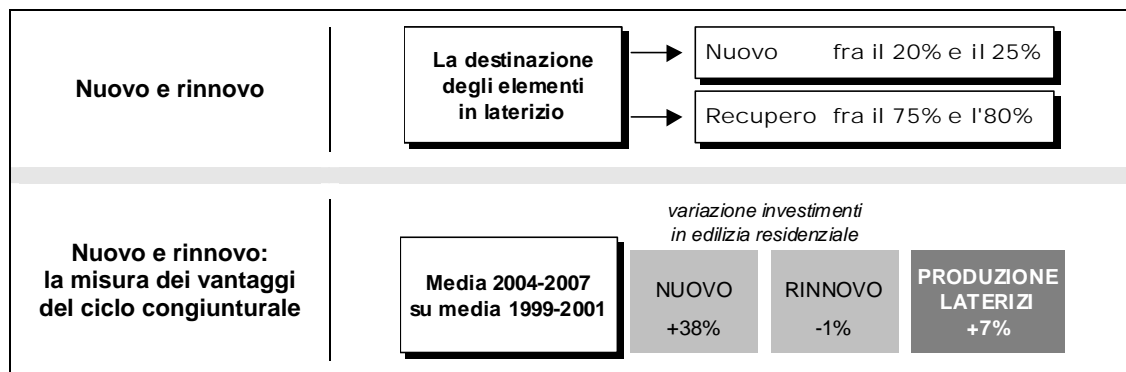 Nuovo e rinnovo
La destinazione
degli elementi
in laterizio
Nuovo fra il 20% e il 25%
Recupero fra il 75% e l'80%
Nuovo e rinnovo:
la misura dei vantaggi
del ciclo congiunturale
Media 2004-2007
su media 1999-2001
variazione investimenti
in edilizia residenziale
NUOVO
+38%
RINNOVO
-1%
PRODUZIONE
LATERIZI
+7%